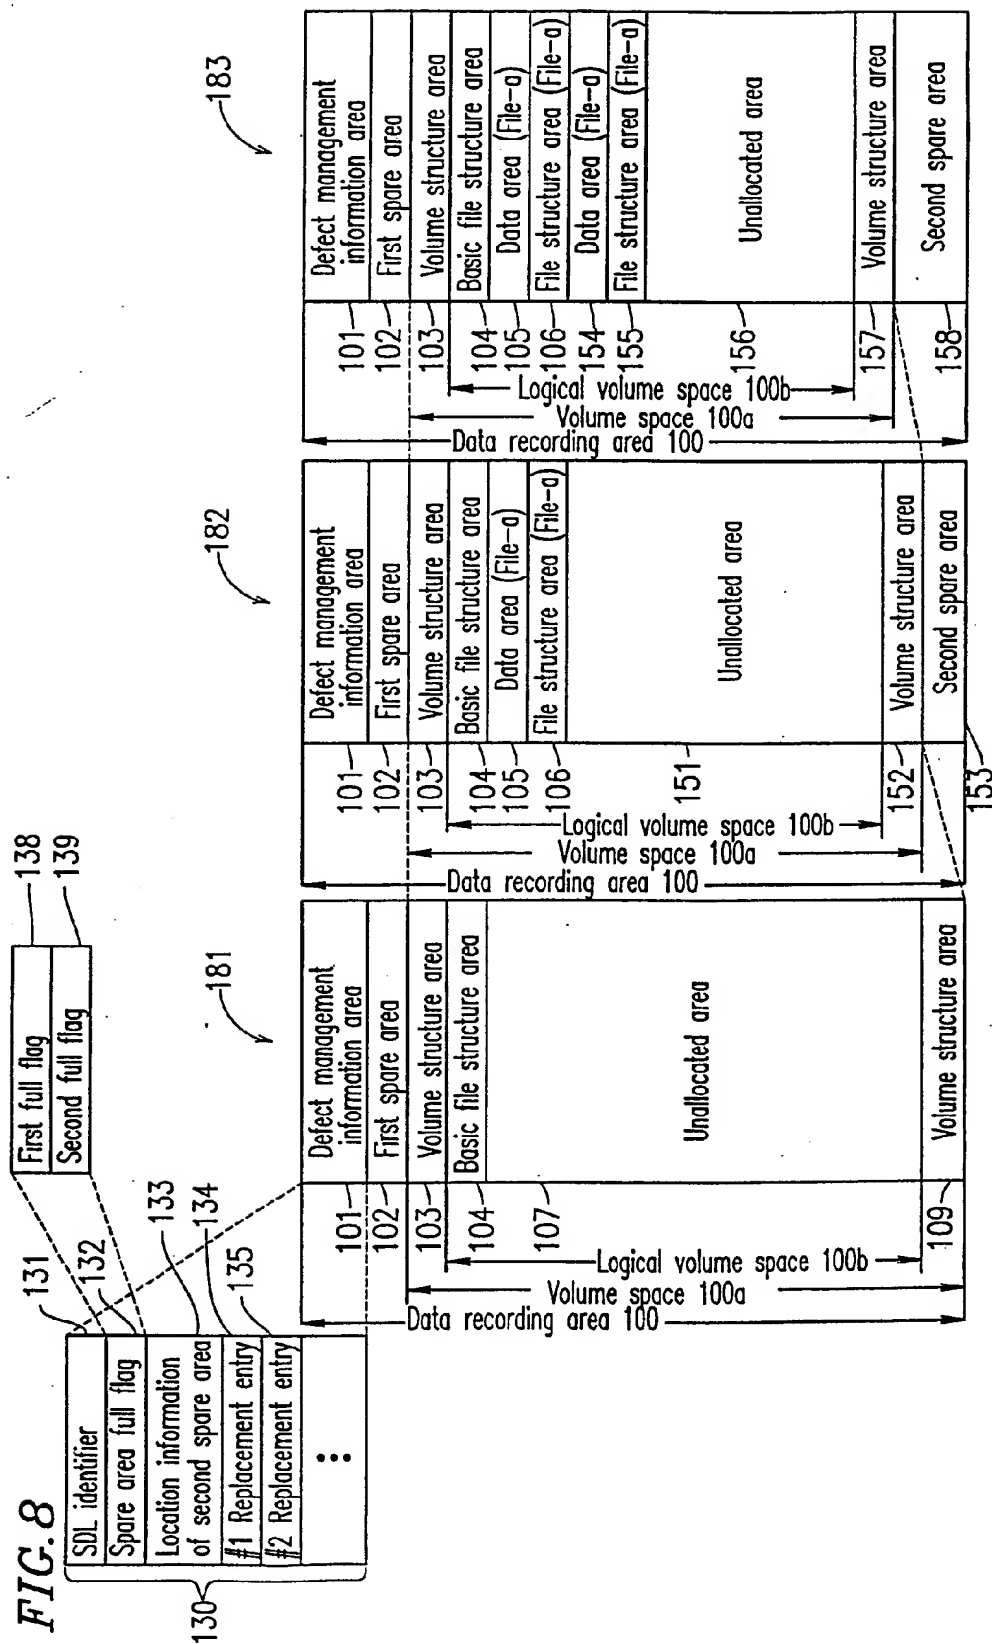 FIG.8
130
SDL identifier
Spare area full flag
Location information
of second spare area
#1 Replacement entry
#2 Replacement entry
131
132
133
134
135
First full flag
Second full flag
138
139
181
Data recording area 100
Volume space 100a
Logical volume space 100b
101
102
103
104
107
109
Defect management
information area
First spare area
Volume structure area
Basic file structure area
Unallocated area
Volume structure area
182
Data recording area 100
Volume space 100a
Logical volume space 100b
101
102
103
104
105
106
151
152
153
Defect management
information area
First spare area
Volume structure area
Basic file structure area
Data area (File-a)
File structure area (File-a)
Unallocated area
Volume structure area
Second spare area
183
Data recording area 100
Volume space 100a
Logical volume space 100b
101
102
103
104
105
106
154
155
156
157
158
Defect management
information area
First spare area
Volume structure area
Basic file structure area
Data area (File-a)
File structure area (File-a)
Data area (File-a)
File structure area (File-a)
Unallocated area
Volume structure area
Second spare area